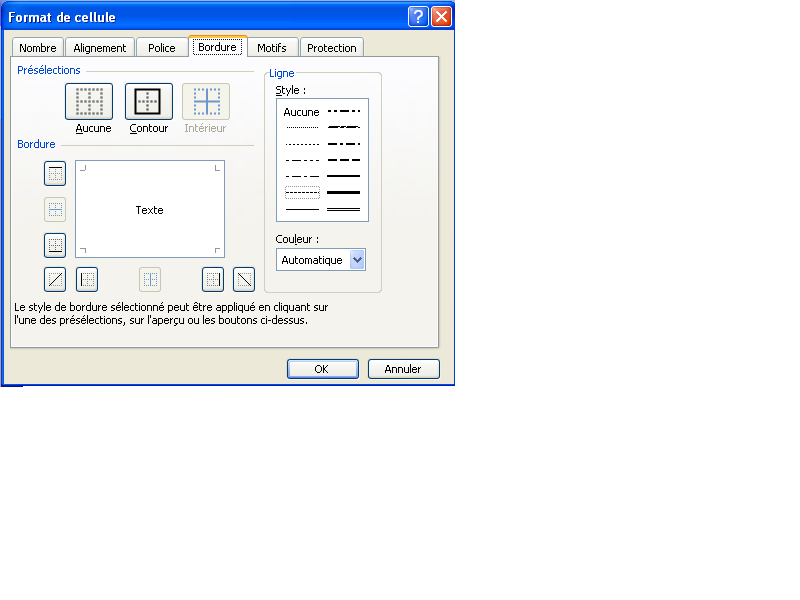 Format de cellule
Nombre Alignement Police Bordure Motifs Protection
Présélections
Aucune Contour Intérieur
Bordure
Texte
Ligne
Style :
Aucune
Couleur :
Automatique
Le style de bordure sélectionné peut être appliqué en cliquant sur
l'une des présélections, sur l'aperçu ou les boutons ci-dessus.
OK Annuler